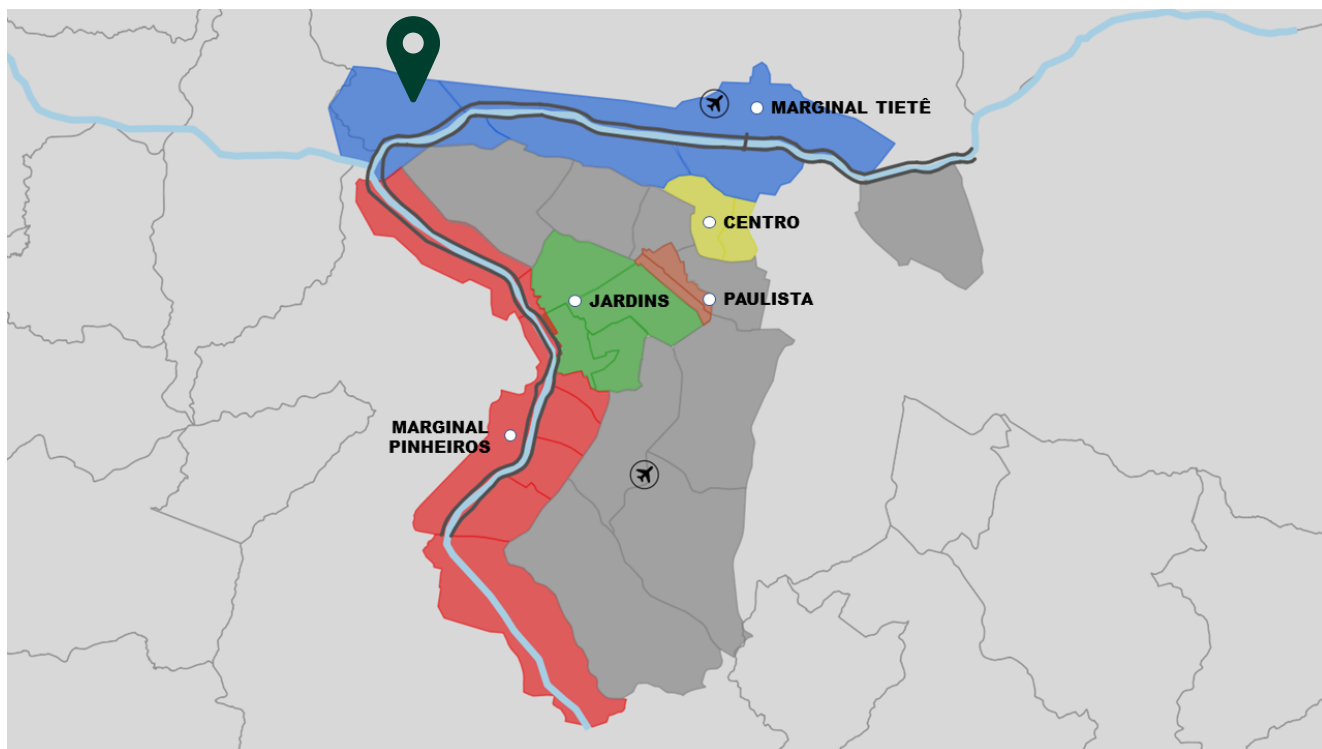 MARGINAL TIETÊ
CENTRO
JARDINS
PAULISTA
MARGINAL
PINHEIROS